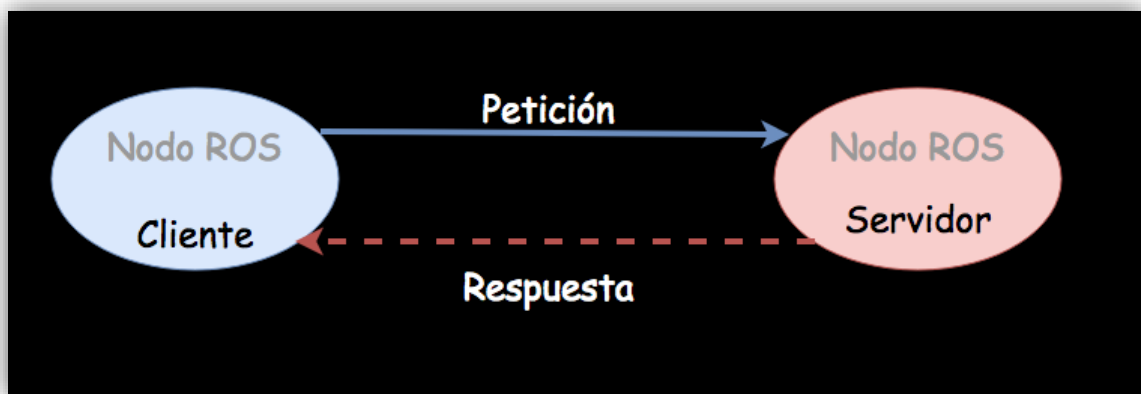 Petición
Nodo ROS
Cliente
Nodo ROS
Servidor
Respuesta